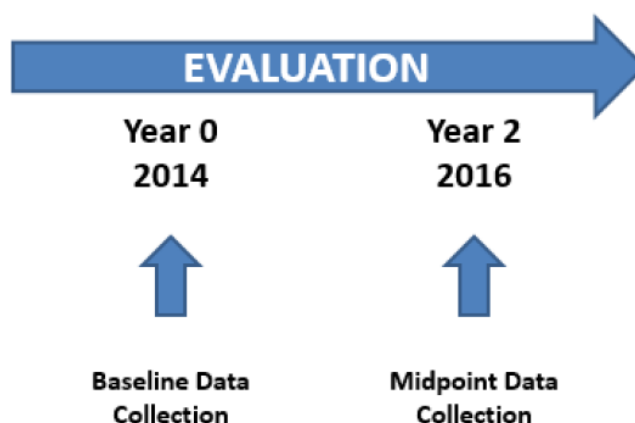 EVALUATION
Year 0
2014
Year 2
2016
Baseline Data
Collection
Midpoint Data
Collection